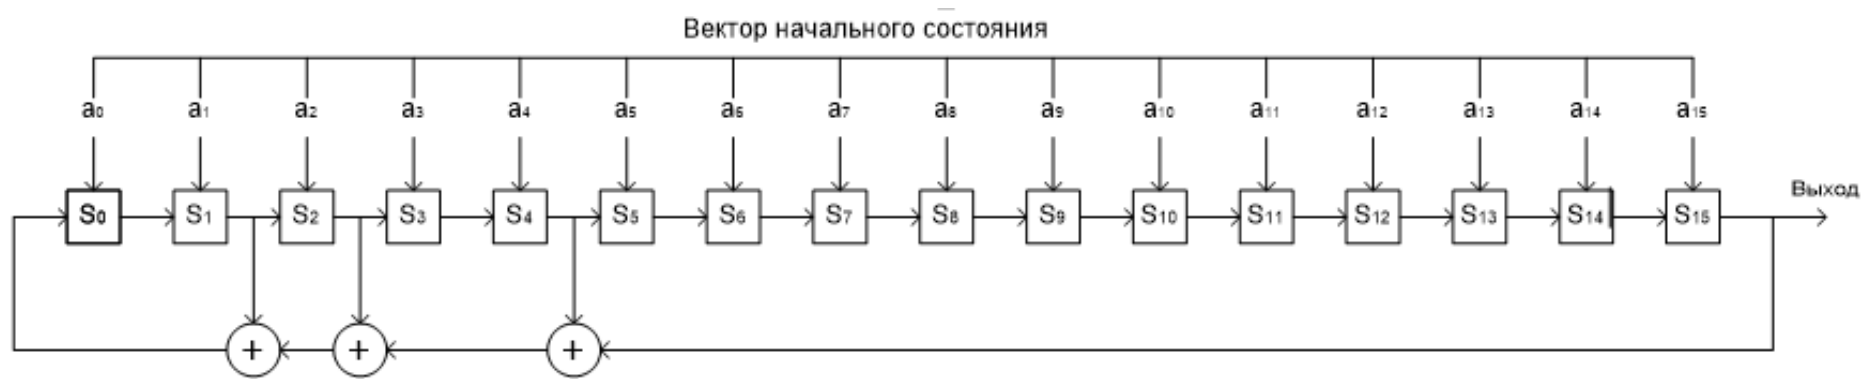 Вектор начального состояния
a0 a1 a2 a3 a4 a5 a6 a7 a8 a9 a10 a11 a12 a13 a14 a15
S0 S1 S2 S3 S4 S5 S6 S7 S8 S9 S10 S11 S12 S13 S14 S15 Выход
+ + +